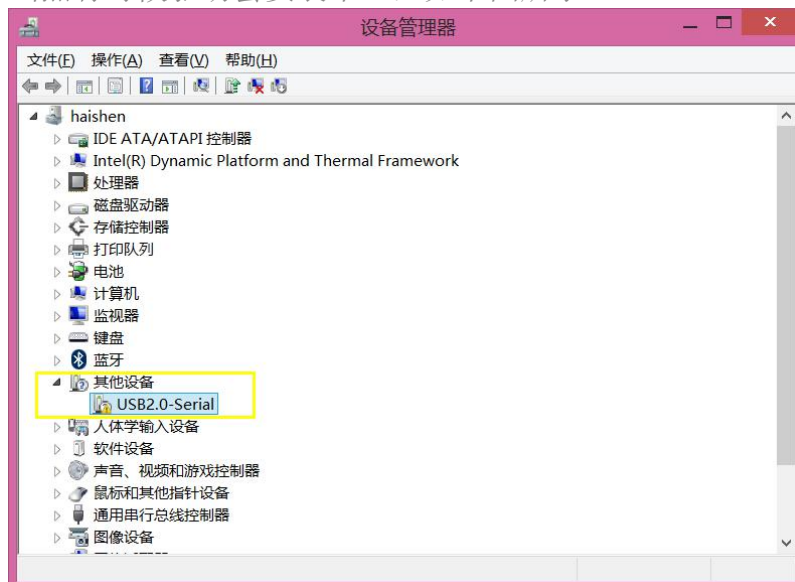 设备管理器
文件(F) 操作(A) 查看(V) 帮助(H)
haishen
IDE ATA/ATAPI 控制器
Intel(R) Dynamic Platform and Thermal Framework
处理器
磁盘驱动器
存储控制器
打印队列
电池
计算机
监视器
键盘
蓝牙
其他设备
USB2.0-Serial
人体学输入设备
软件设备
声音、视频和游戏控制器
鼠标和其他指针设备
通用串行总线控制器
图像设备